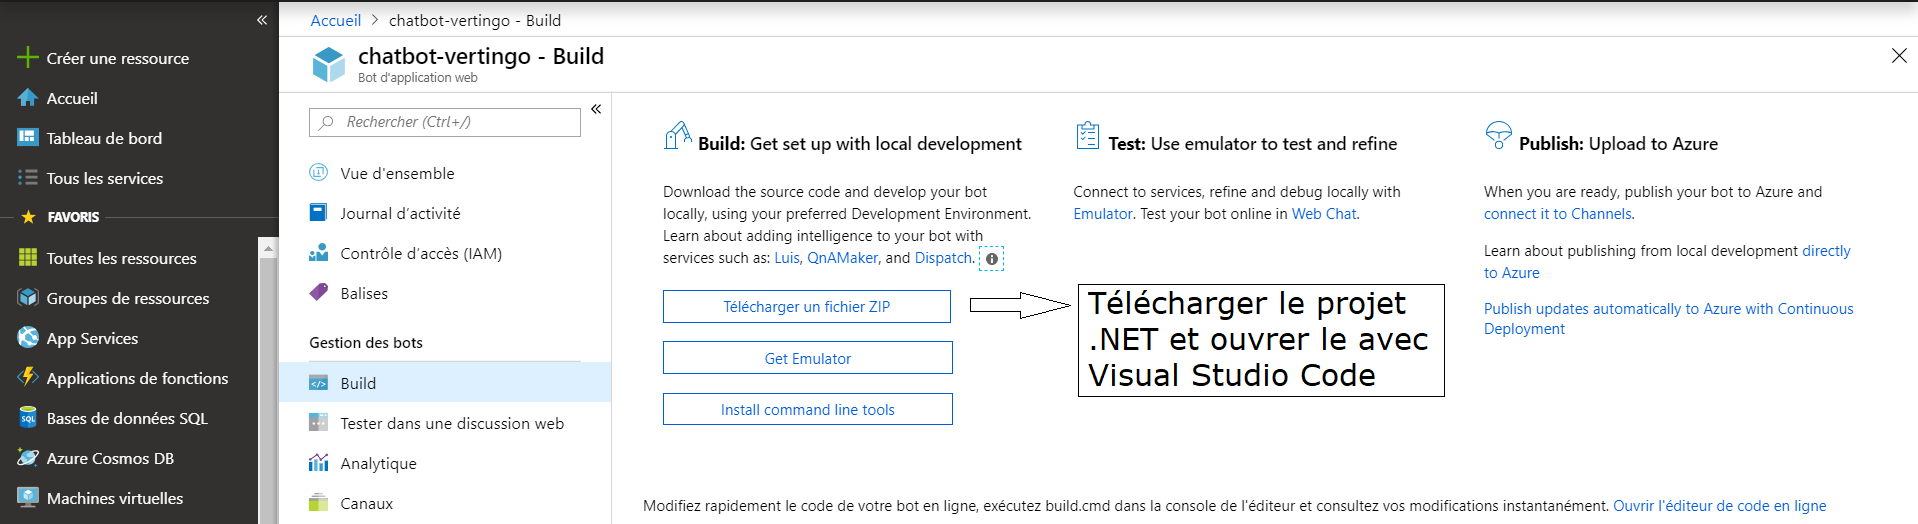 Accueil > chatbot-vertingo - Build
chatbot-vertingo - Build
Bot d'application web
Créer une ressource
Accueil
Tableau de bord
Tous les services
FAVORIS
Toutes les ressources
Groupes de ressources
App Services
Applications de fonctions
Bases de données SQL
Azure Cosmos DB
Machines virtuelles
Rechercher (Ctrl+/)
Vue d'ensemble
Journal d’activité
Contrôle d’accès (IAM)
Balises
Gestion des bots
Build
Tester dans une discussion web
Analytique
Canaux
Build: Get set up with local development
Download the source code and develop your bot
locally, using your preferred Development Environment.
Learn about adding intelligence to your bot with
services such as: Luis, QnAMaker, and Dispatch.
Télécharger un fichier ZIP
Get Emulator
Install command line tools
Télécharger le projet
.NET et ouvrer le avec
Visual Studio Code
Test: Use emulator to test and refine
Connect to services, refine and debug locally with
Emulator. Test your bot online in Web Chat.
Publish: Upload to Azure
When you are ready, publish your bot to Azure and
connect it to Channels.
Learn about publishing from local development directly
to Azure
Publish updates automatically to Azure with Continuous
Deployment
Modifiez rapidement le code de votre bot en ligne, exécutez build.cmd dans la console de l'éditeur et consultez vos modifications instantanément. Ouvrir l'éditeur de code en ligne